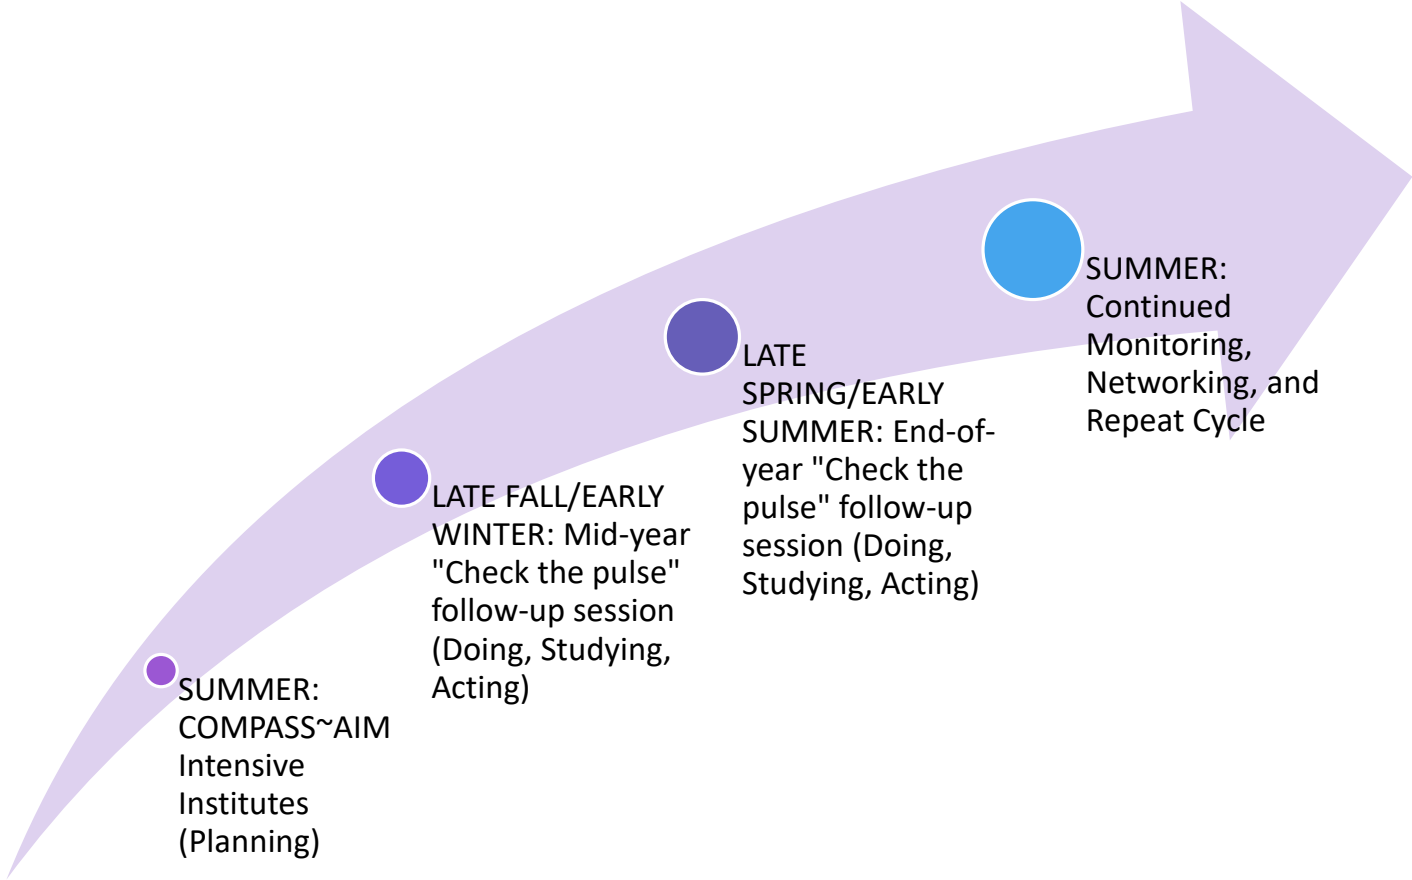 SUMMER:
COMPASS~AIM
Intensive
Institutes
(Planning)
LATE FALL/EARLY
WINTER: Mid-year
"Check the pulse"
follow-up session
(Doing, Studying,
Acting)
LATE
SPRING/EARLY
SUMMER: End-of-
year "Check the
pulse" follow-up
session (Doing,
Studying, Acting)
SUMMER:
Continued
Monitoring,
Networking, and
Repeat Cycle